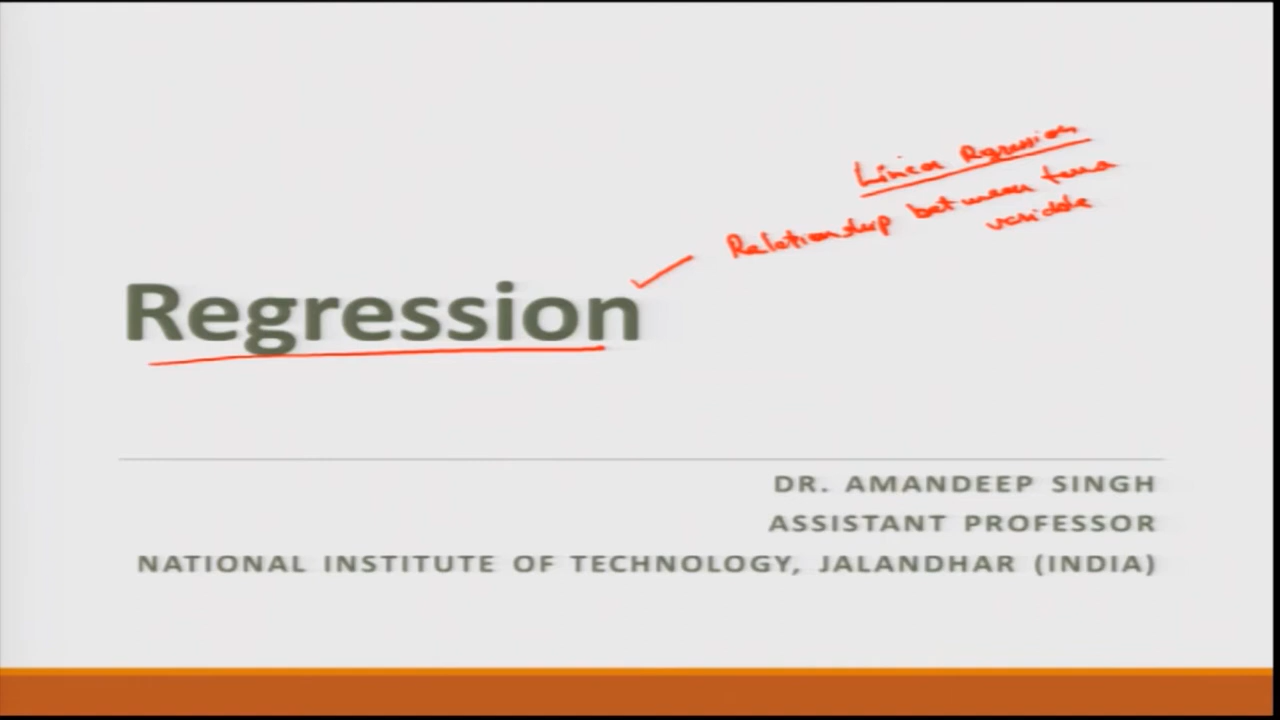 Linear Regression
Relationship between two
variable
Regression
DR. AMANDEEP SINGH
ASSISTANT PROFESSOR
NATIONAL INSTITUTE OF TECHNOLOGY, JALANDHAR (INDIA)